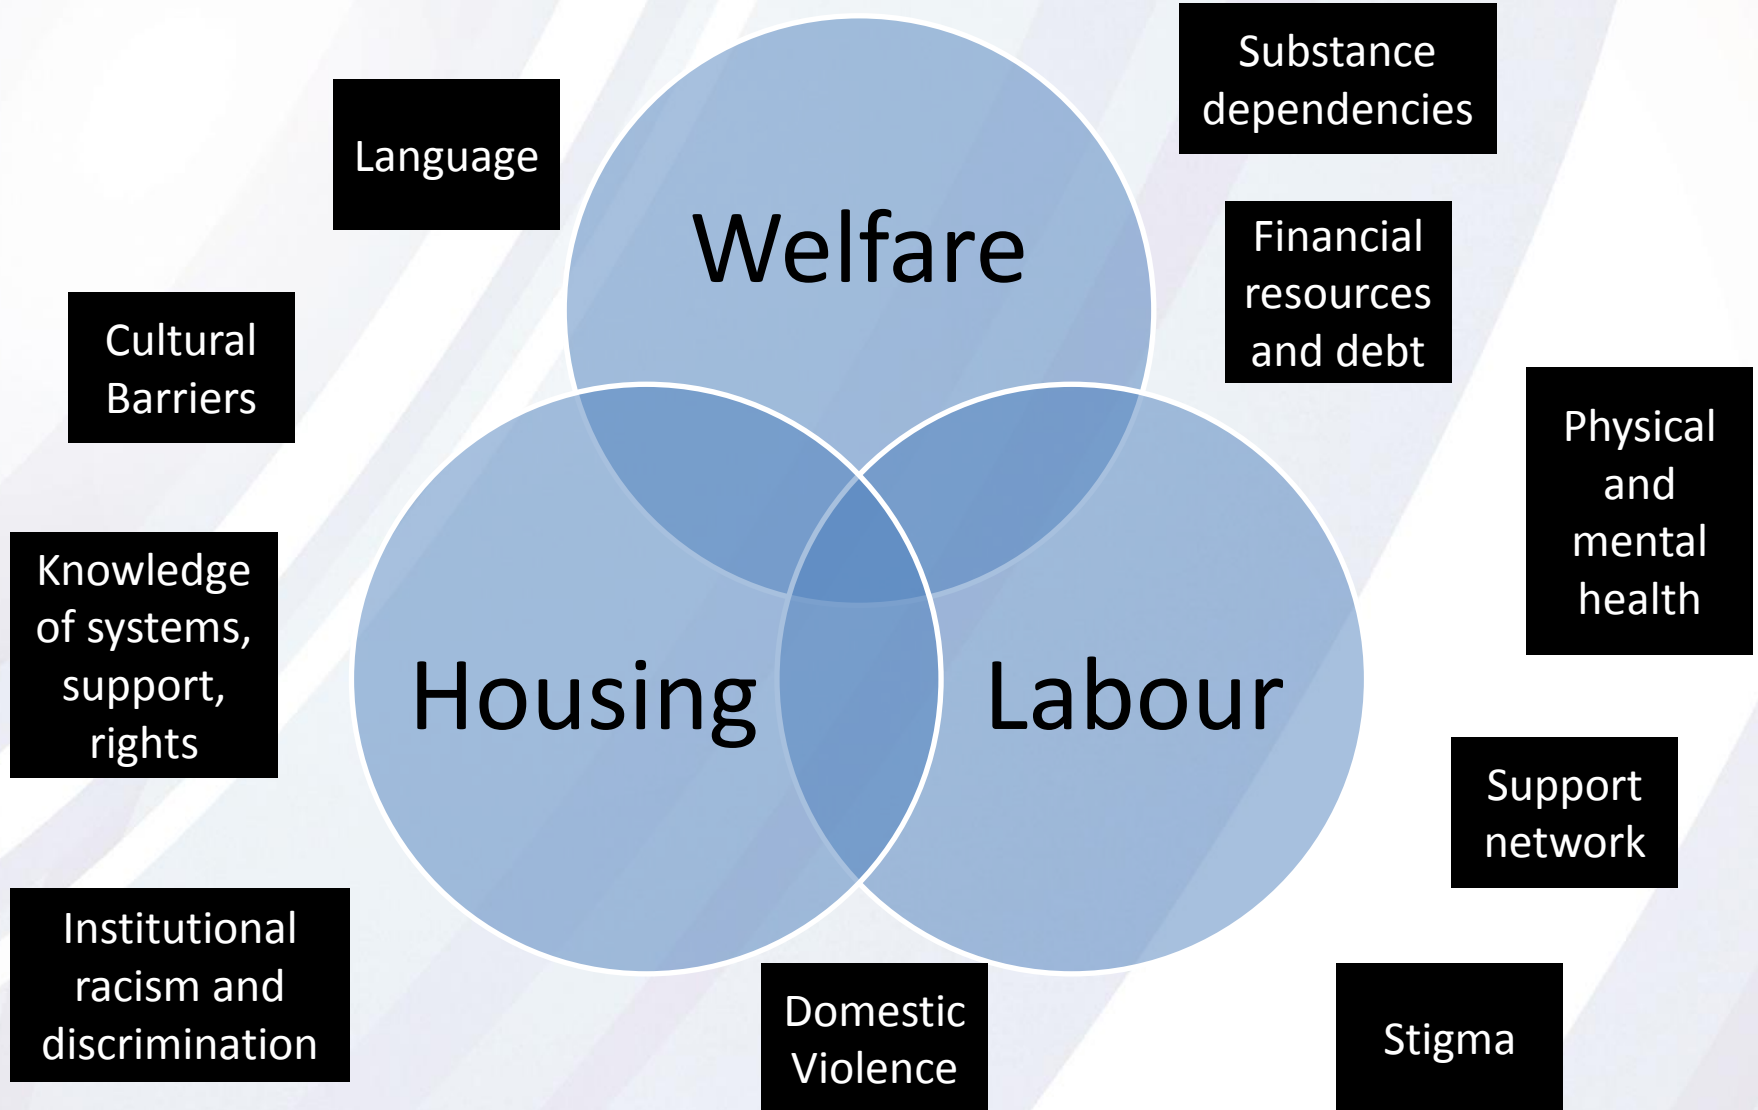 Substance
dependencies
Language
Welfare
Financial
resources
and debt
Cultural
Barriers
Physical
and
mental
health
Knowledge
of systems,
support,
rights
Housing
Labour
Support
network
Institutional
racism and
discrimination
Domestic
Violence
Stigma